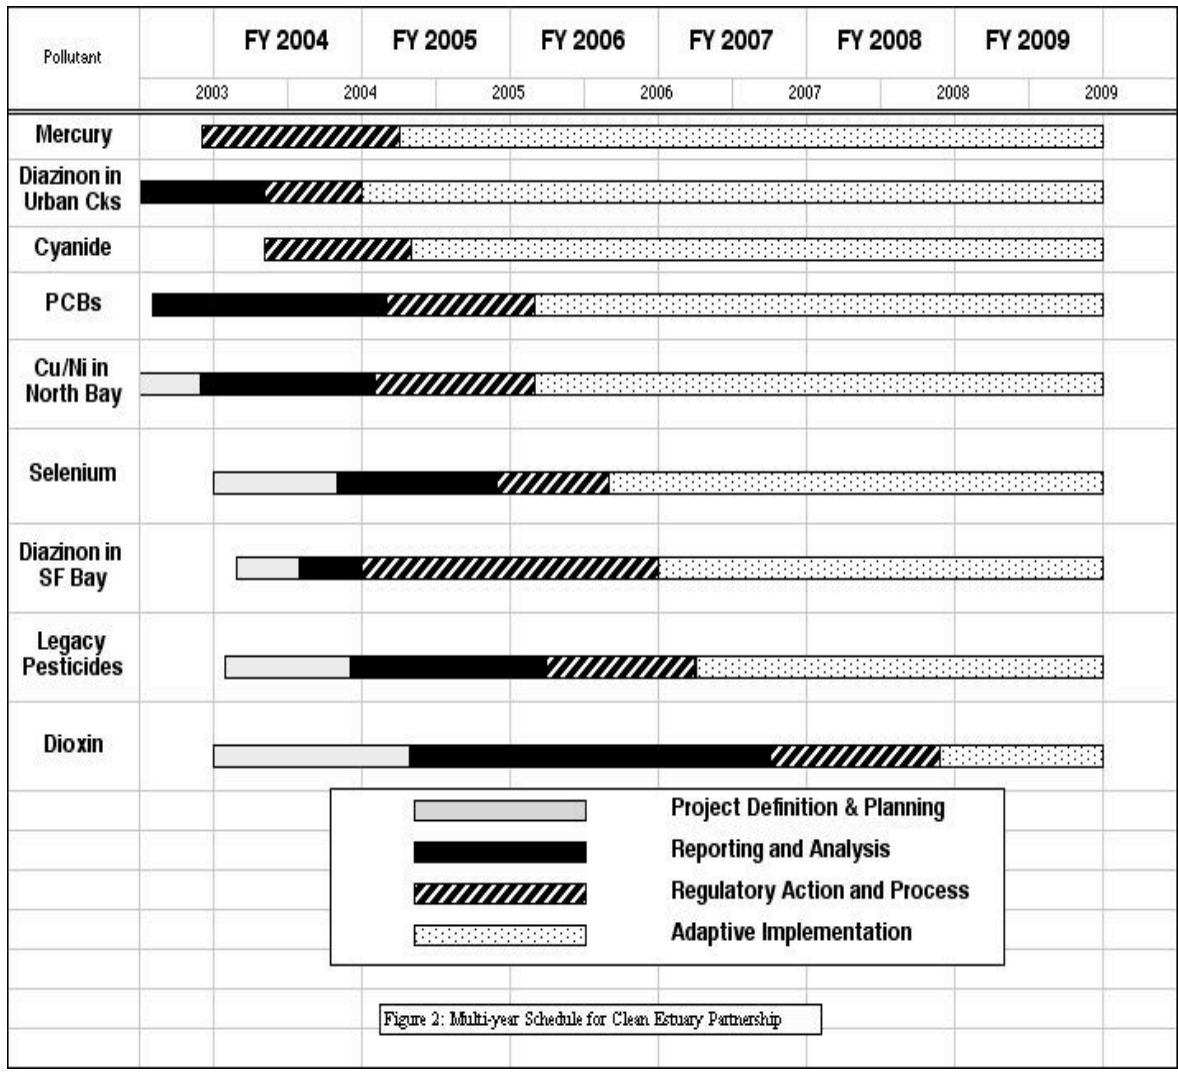 FY 2004 FY 2005 FY 2006 FY 2007 FY 2008 FY 2009
Pollutant
2003 2004 2005 2006 2007 2008 2009
Mercury
Diazinon in
Urban Cks
Cyanide
PCBs
Cu/Ni in
North Bay
Selenium
Diazinon in
SF Bay
Legacy
Pesticides
Dioxin
Project Definition & Planning
Reporting and Analysis
Regulatory Action and Process
Adaptive Implementation
Figure 2: Multi-year Schedule for Clean Estuary Partnership